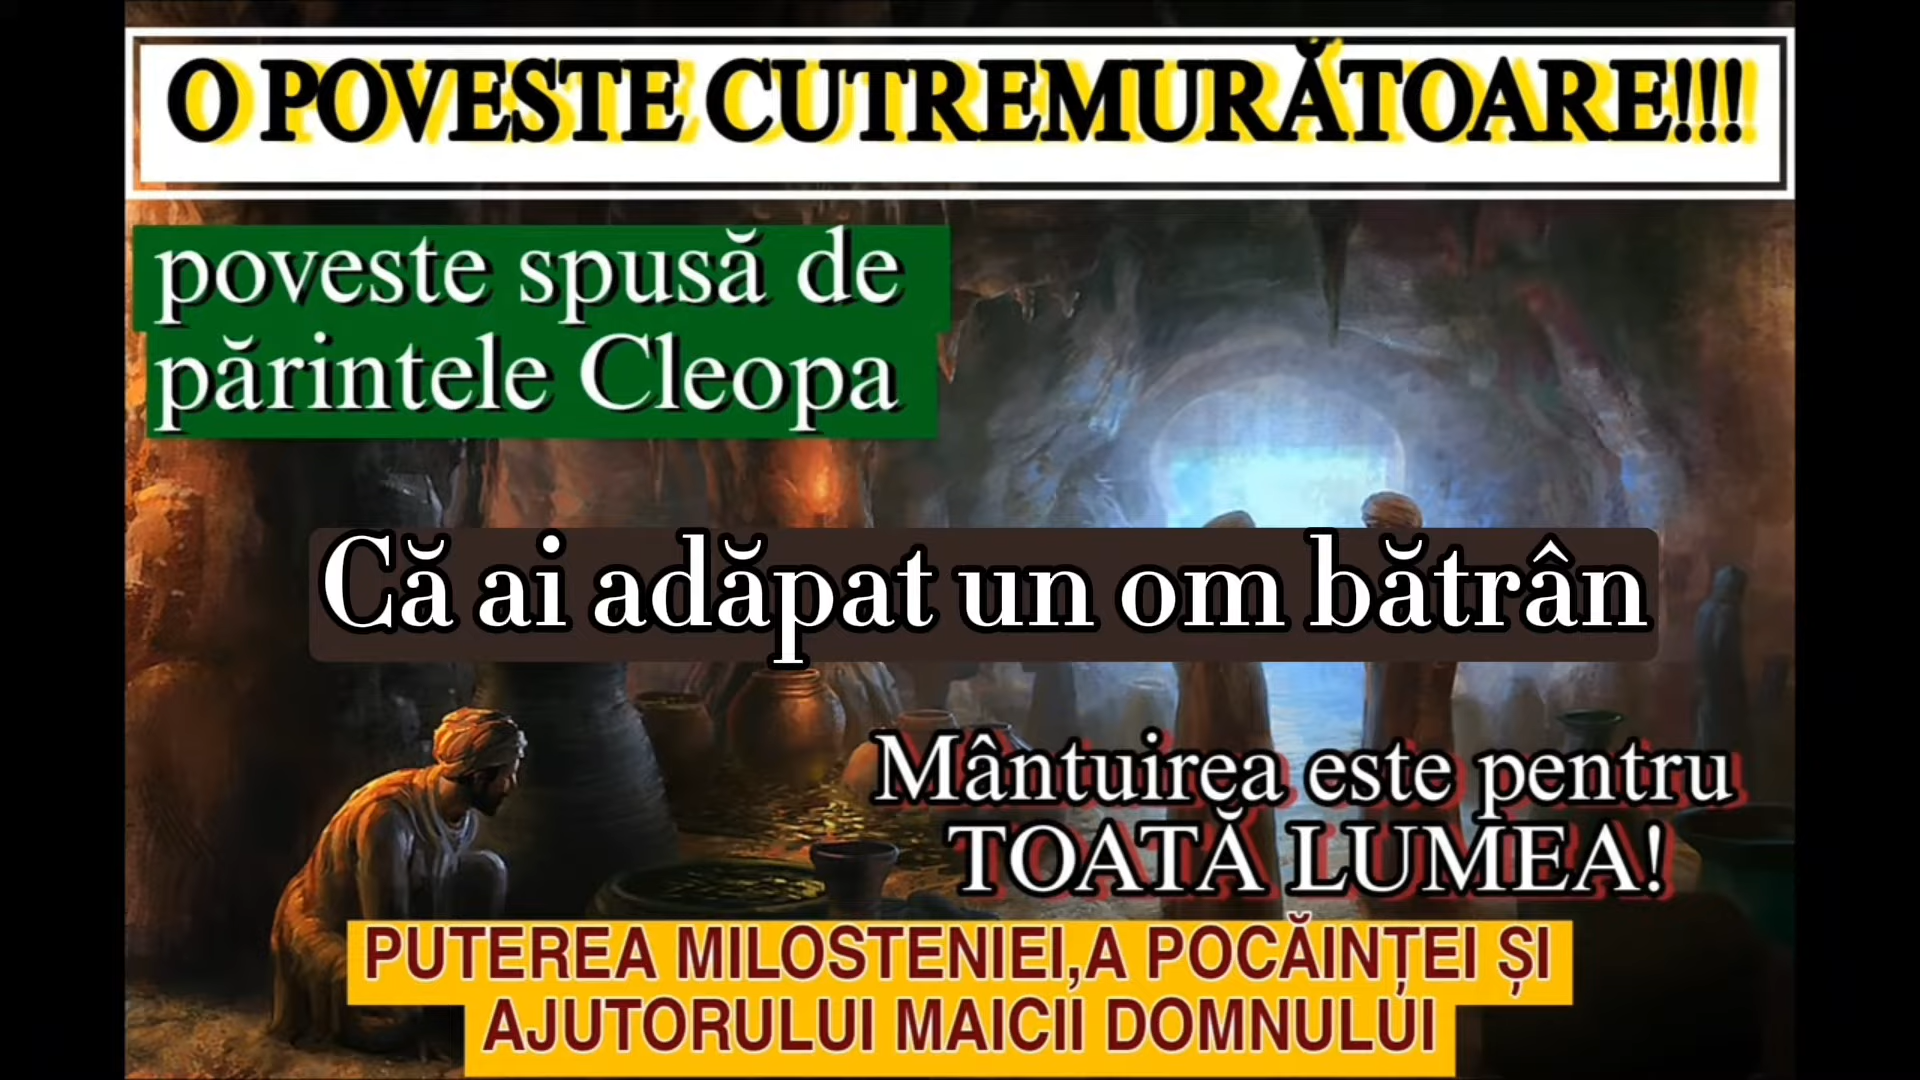 O POVESTE CUTREMURĂTOARE!!!
poveste spusă de
părintele Cleopa
Că ai adăpat un om bătrân
Mântuirea este pentru
TOATĂ LUMEA!
PUTEREA MILOSTENIEI,A POCĂINȚEI ȘI
AJUTORULUI MAICII DOMNULUI